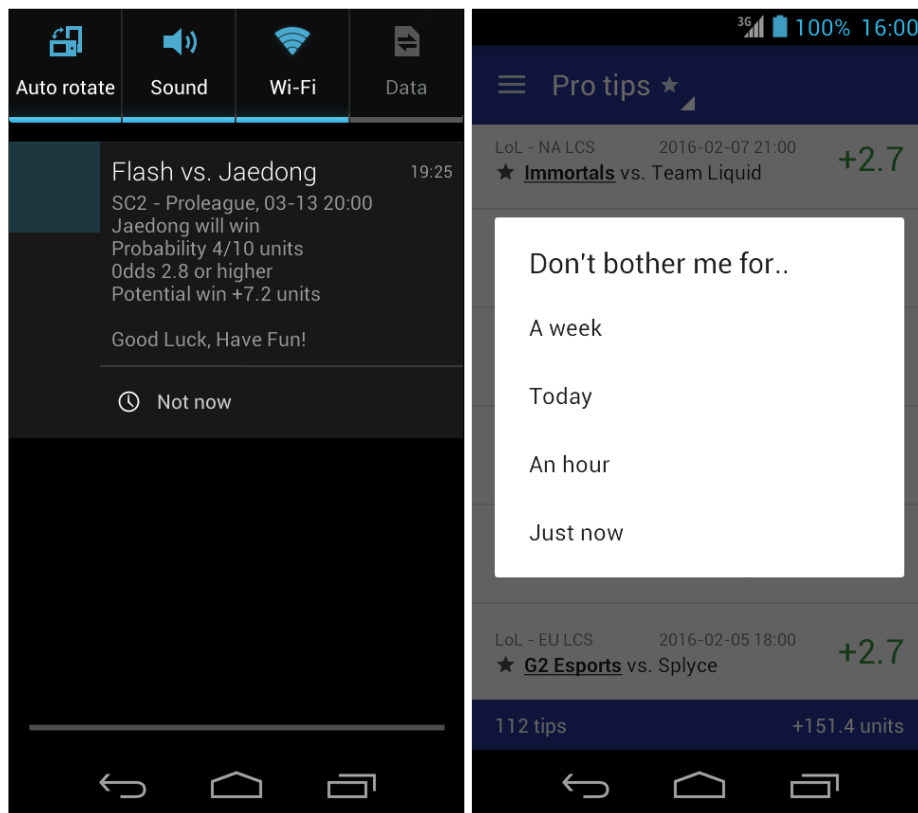 Auto rotate
Sound
Wi-Fi
Data
Flash vs. Jaedong
19:25
SC2 - Proleague, 03-13 20:00
Jaedong will win
Probability 4/10 units
Odds 2.8 or higher
Potential win +7.2 units
Good Luck, Have Fun!
Not now
3G 100% 16:00
Pro tips
LoL - NA LCS 2016-02-07 21:00
Immortals vs. Team Liquid
+2.7
Don't bother me for..
A week
Today
An hour
Just now
LoL - EU LCS 2016-02-05 18:00
G2 Esports vs. Splyce
+2.7
112 tips
+151.4 units